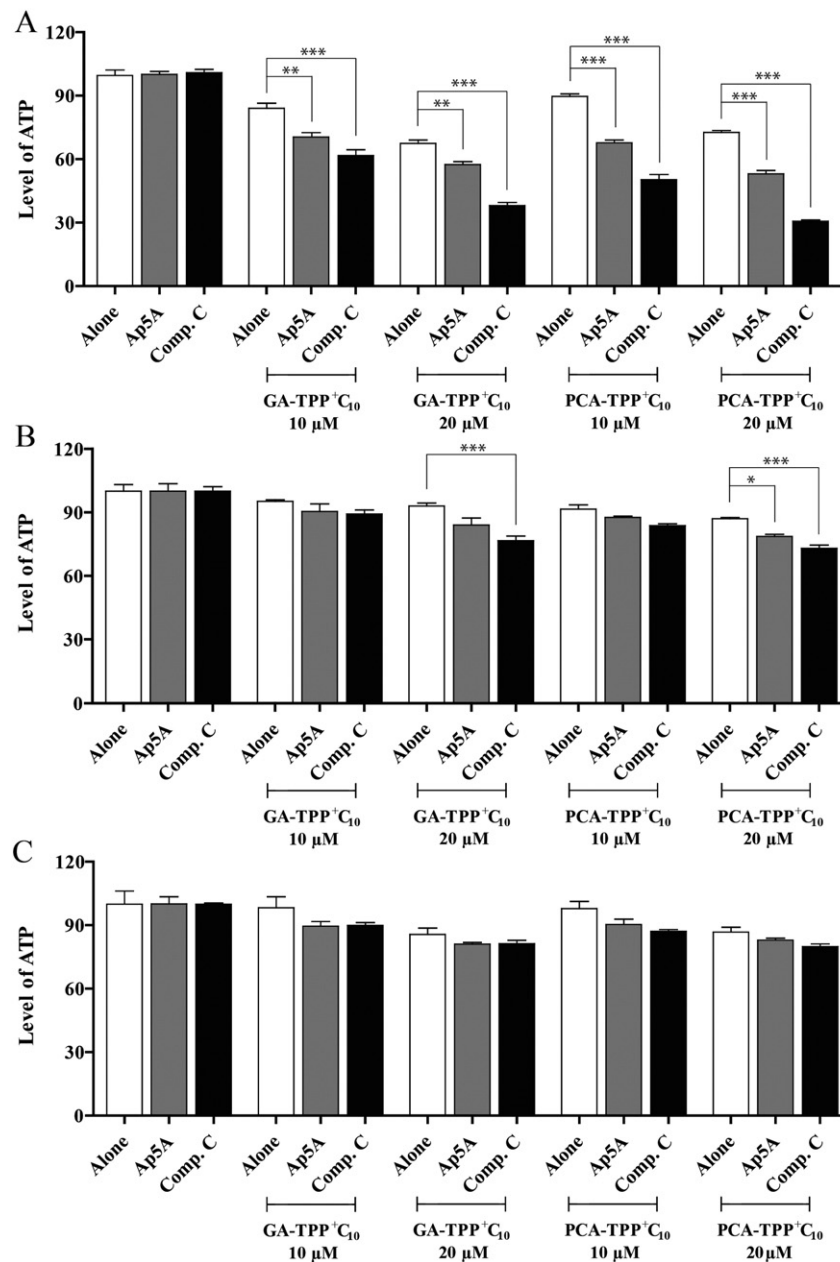 A
120
90
60
30
0
Level of ATP
*** ** *** ** *** *** *** ***
Alone Ap5A Comp. C Alone Ap5A Comp. C Alone Ap5A Comp. C Alone Ap5A Comp. C Alone Ap5A Comp. C
GA-TPP⁺C₁₀ GA-TPP⁺C₁₀ PCA-TPP⁺C₁₀ PCA-TPP⁺C₁₀
10 µM 20 µM 10 µM 20 µM
B
120
90
60
30
0
Level of ATP
*** *** *
Alone Ap5A Comp. C Alone Ap5A Comp. C Alone Ap5A Comp. C Alone Ap5A Comp. C Alone Ap5A Comp. C
GA-TPP⁺C₁₀ GA-TPP⁺C₁₀ PCA-TPP⁺C₁₀ PCA-TPP⁺C₁₀
10 µM 20 µM 10 µM 20 µM
C
120
90
60
30
0
Level of ATP
Alone Ap5A Comp. C Alone Ap5A Comp. C Alone Ap5A Comp. C Alone Ap5A Comp. C Alone Ap5A Comp. C
GA-TPP⁺C₁₀ GA-TPP⁺C₁₀ PCA-TPP⁺C₁₀ PCA-TPP⁺C₁₀
10 µM 20 µM 10 µM 20µM